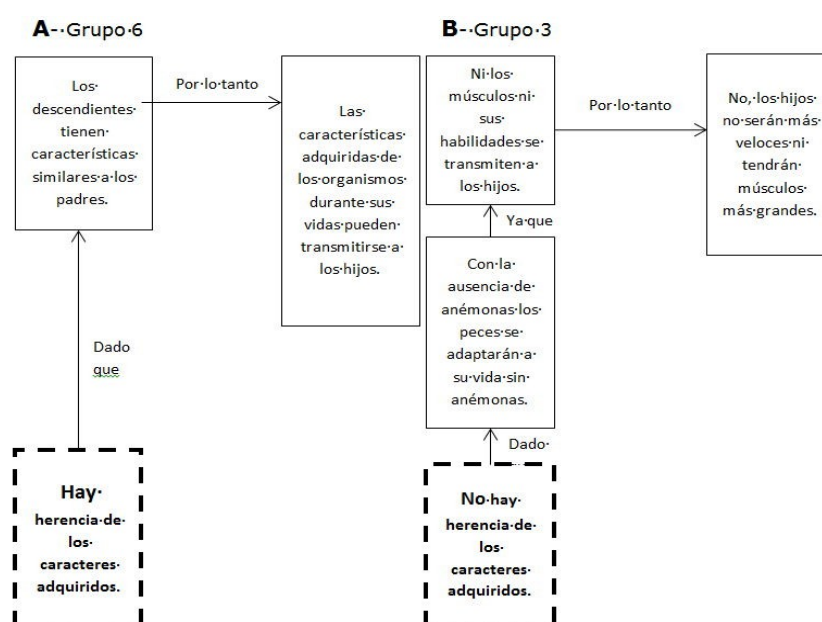 A-·Grupo·6
Los·
descendientes·
tienen·
características·
similares·a·los·
padres.
Por·lo·tanto
Las·
características·
adquiridas·de·
los·organismos·
durante·sus·
vidas·pueden·
transmitirse·a·
los·hijos.
Dado
que
Hay·
herencia·de·
los·
caracteres·
adquiridos.
B-·Grupo·3
Ni·los·
músculos·ni·
sus·
habilidades·se·
transmiten·a·
los·hijos.
Por·lo·tanto
No,·los·hijos·
no·serán·más·
veloces·ni·
tendrán·
músculos·
más·grandes.
Ya·que
Con·la·
ausencia·de·
anémonas·los·
peces·se·
adaptarán·a·
su·vida·sin·
anémonas.
Dado·
No·hay·
herencia·de·
los·
caracteres·
adquiridos.